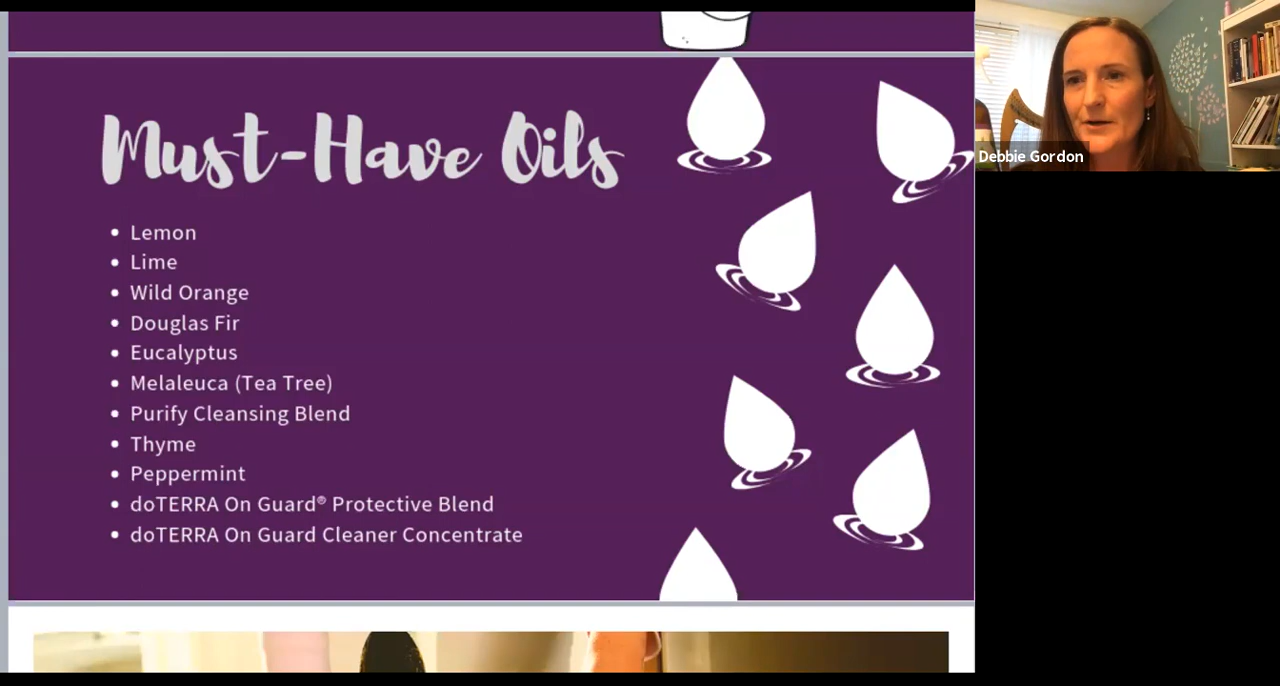 Must-Have Oils
Lemon
Lime
Wild Orange
Douglas Fir
Eucalyptus
Melaleuca (Tea Tree)
Purify Cleansing Blend
Thyme
Peppermint
doTERRA On Guard® Protective Blend
doTERRA On Guard Cleaner Concentrate
Debbie Gordon